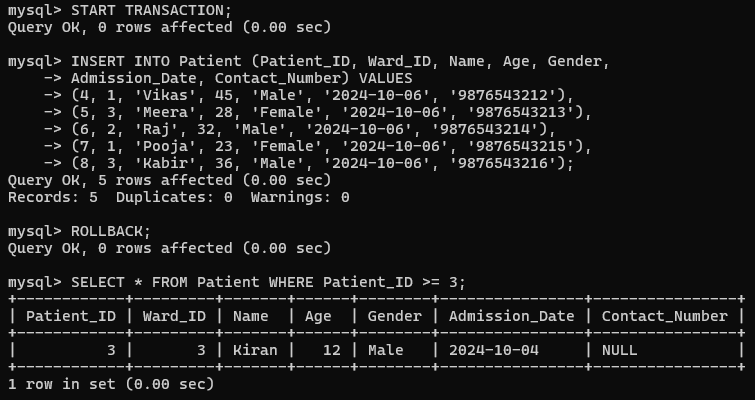 mysql> START TRANSACTION;
Query OK, 0 rows affected (0.00 sec)

mysql> INSERT INTO Patient (Patient_ID, Ward_ID, Name, Age, Gender,
    -> Admission_Date, Contact_Number) VALUES
    -> (4, 1, 'Vikas', 45, 'Male', '2024-10-06', '9876543212'),
    -> (5, 3, 'Meera', 28, 'Female', '2024-10-06', '9876543213'),
    -> (6, 2, 'Raj', 32, 'Male', '2024-10-06', '9876543214'),
    -> (7, 1, 'Pooja', 23, 'Female', '2024-10-06', '9876543215'),
    -> (8, 3, 'Kabir', 36, 'Male', '2024-10-06', '9876543216');
Query OK, 5 rows affected (0.00 sec)
Records: 5  Duplicates: 0  Warnings: 0

mysql> ROLLBACK;
Query OK, 0 rows affected (0.00 sec)

mysql> SELECT * FROM Patient WHERE Patient_ID >= 3;
+------------+---------+-------+------+--------+----------------+----------------+
| Patient_ID | Ward_ID | Name  | Age  | Gender | Admission_Date | Contact_Number |
+------------+---------+-------+------+--------+----------------+----------------+
|          3 |       3 | Kiran |   12 | Male   | 2024-10-04     | NULL           |
+------------+---------+-------+------+--------+----------------+----------------+
1 row in set (0.00 sec)